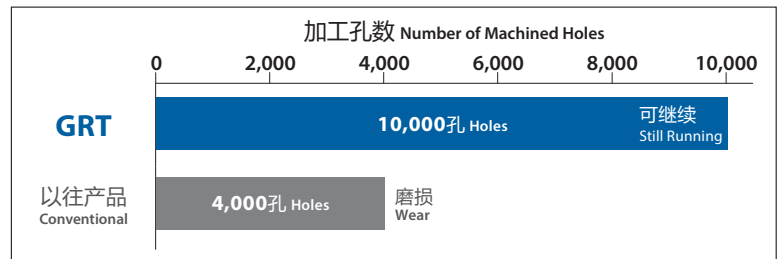 加工孔数 Number of Machined Holes
0 2,000 4,000 6,000 8,000 10,000
GRT
10,000孔 Holes
可继续
Still Running
以往产品
Conventional
4,000孔 Holes
磨损
Wear